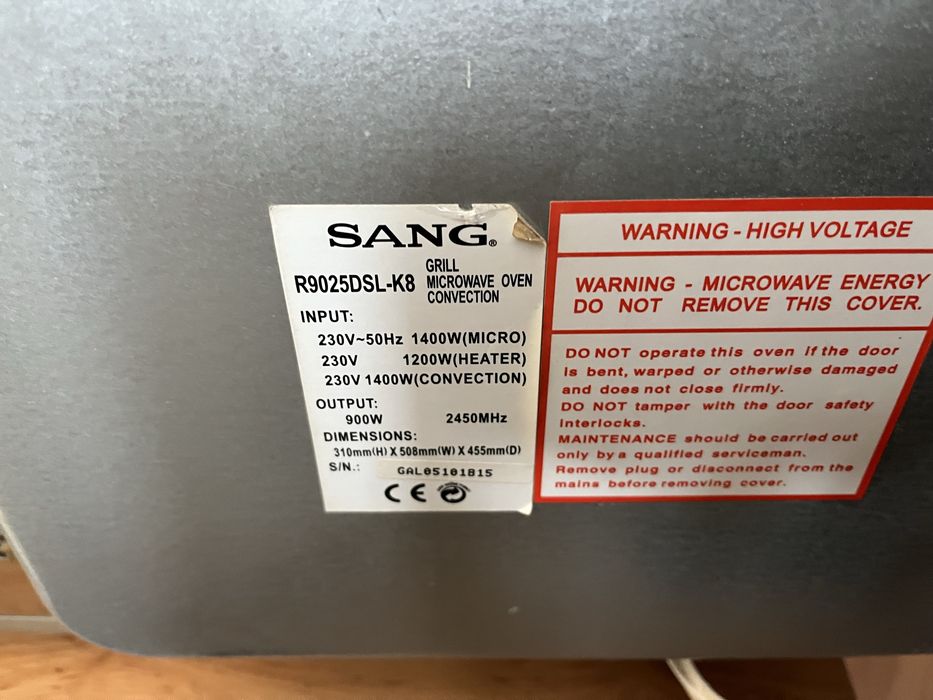 SANG®
R9025DSL-K8 GRILL
MICROWAVE OVEN
CONVECTION
INPUT:
230V~50Hz 1400W(MICRO)
230V 1200W(HEATER)
230V 1400W(CONVECTION)
OUTPUT:
900W 2450MHz
DIMENSIONS:
310mm(H) X 508mm(W) X 455mm(D)
S/N.: GAL05101815
CE
WARNING - HIGH VOLTAGE
WARNING - MICROWAVE ENERGY
DO NOT REMOVE THIS COVER.
DO NOT operate this oven if the door
is bent, warped or otherwise damaged
and does not close firmly.
DO NOT tamper with the door safety
interlocks.
MAINTENANCE should be carried out
only by a qualified serviceman.
Remove plug or disconnect from the
mains before removing cover.